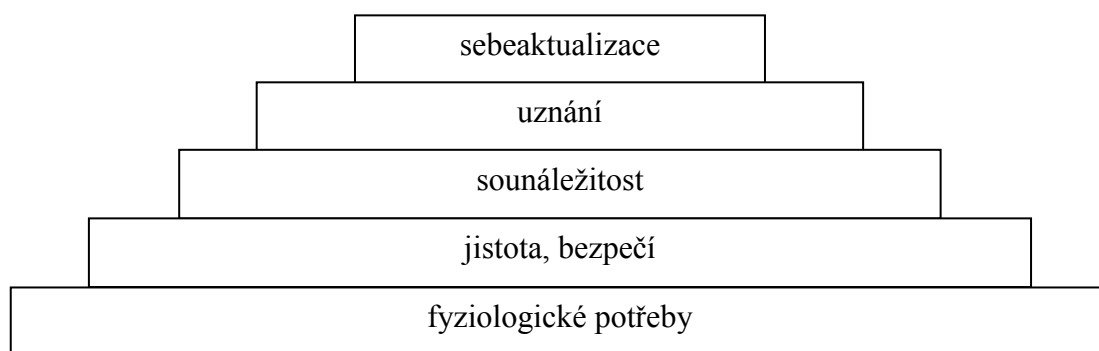 sebeaktualizace
uznání
sounáležitost
jistota, bezpečí
fyziologické potřeby